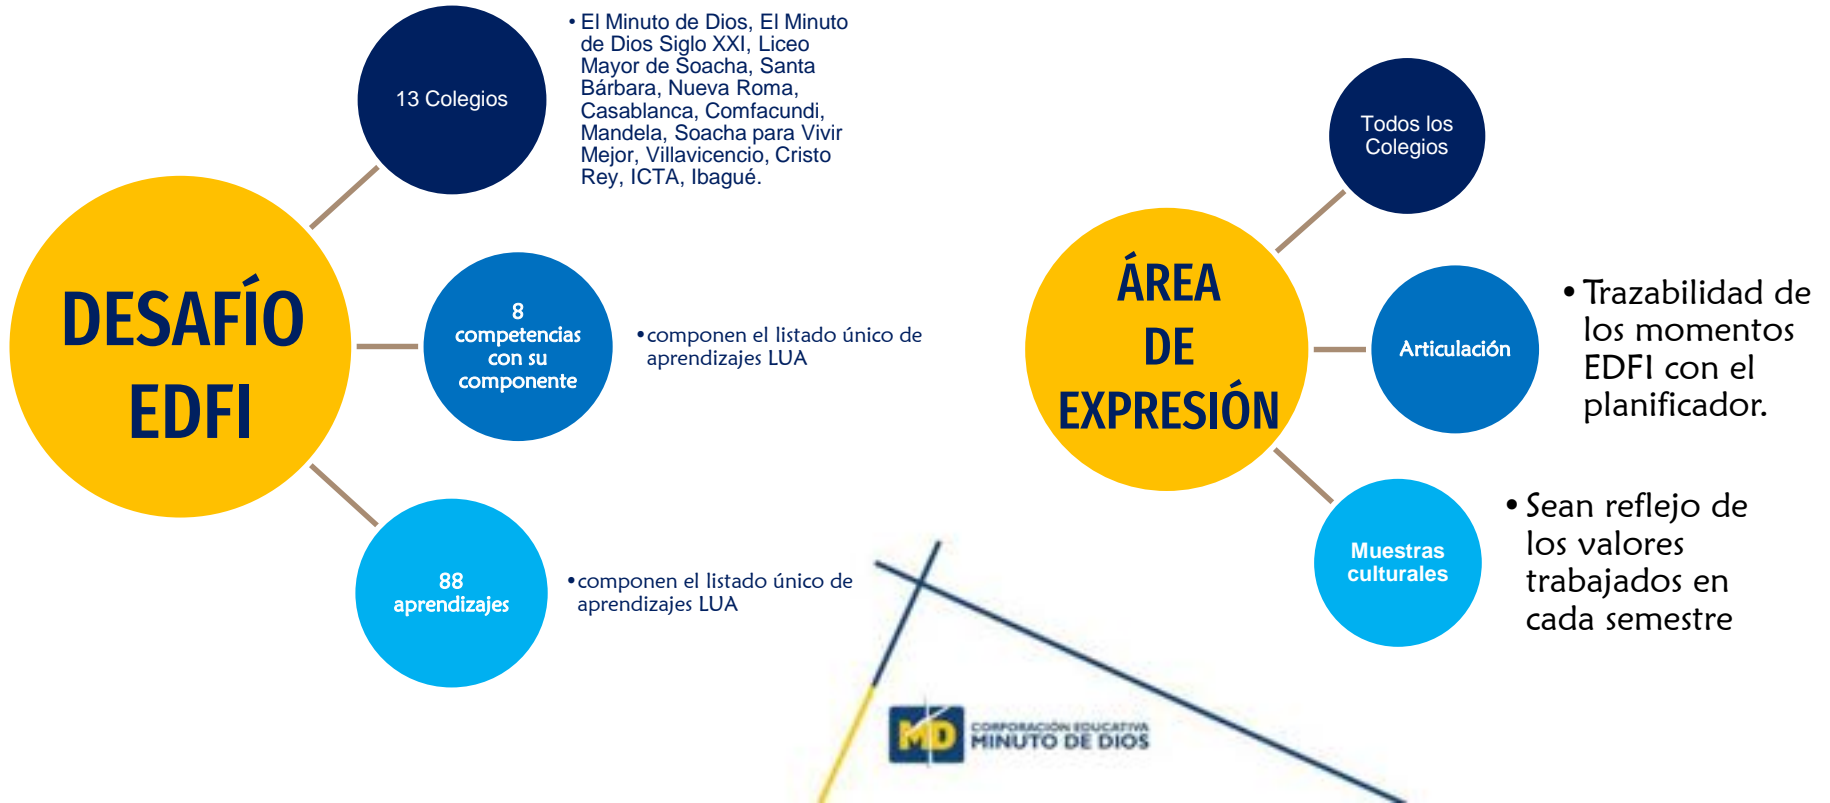 DESAFÍO
EDFI
13 Colegios
• El Minuto de Dios, El Minuto
de Dios Siglo XXI, Liceo
Mayor de Soacha, Santa
Bárbara, Nueva Roma,
Casablanca, Comfacundi,
Mandela, Soacha para Vivir
Mejor, Villavicencio, Cristo
Rey, ICTA, Ibagué.
8
competencias
con su
componente
•componen el listado único de
aprendizajes LUA
88
aprendizajes
•componen el listado único de
aprendizajes LUA
ÁREA
DE
EXPRESIÓN
Todos los
Colegios
Articulación
• Trazabilidad de
los momentos
EDFI con el
planificador.
Muestras
culturales
• Sean reflejo de
los valores
trabajados en
cada semestre
MD
CORPORACIÓN EDUCATIVA
MINUTO DE DIOS